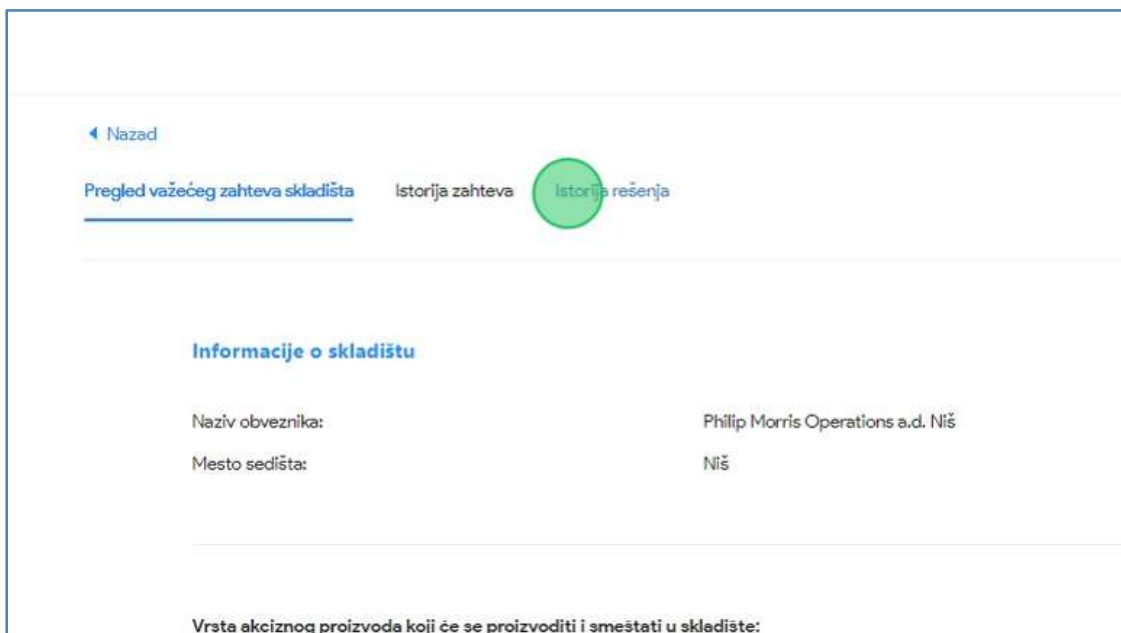 Nazad
Pregled važećeg zahteva skladišta Istorija zahteva Istorija rešenja
Informacije o skladištu
Naziv obveznika: Philip Morris Operations a.d. Niš
Mesto sedišta: Niš
Vrsta akciznog proizvoda koji će se proizvoditi i smeštati u skladište: